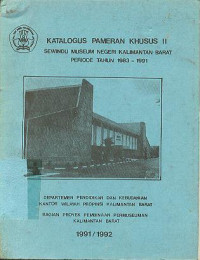 KATALOGUS PAMERAN KHUSUS II
SEWINDU MUSEUM NEGERI KALIMANTAN BARAT
PERIODE TAHUN 1983 - 1991
DEPARTEMEN PENDIDIKAN DAN KEBUDAYAAN
KANTOR WILAYAH PROPINSI KALIMANTAN BARAT
BAGIAN PROYEK PEMBINAAN PERMUSEUMAN
KALIMANTAN BARAT
1991/1992